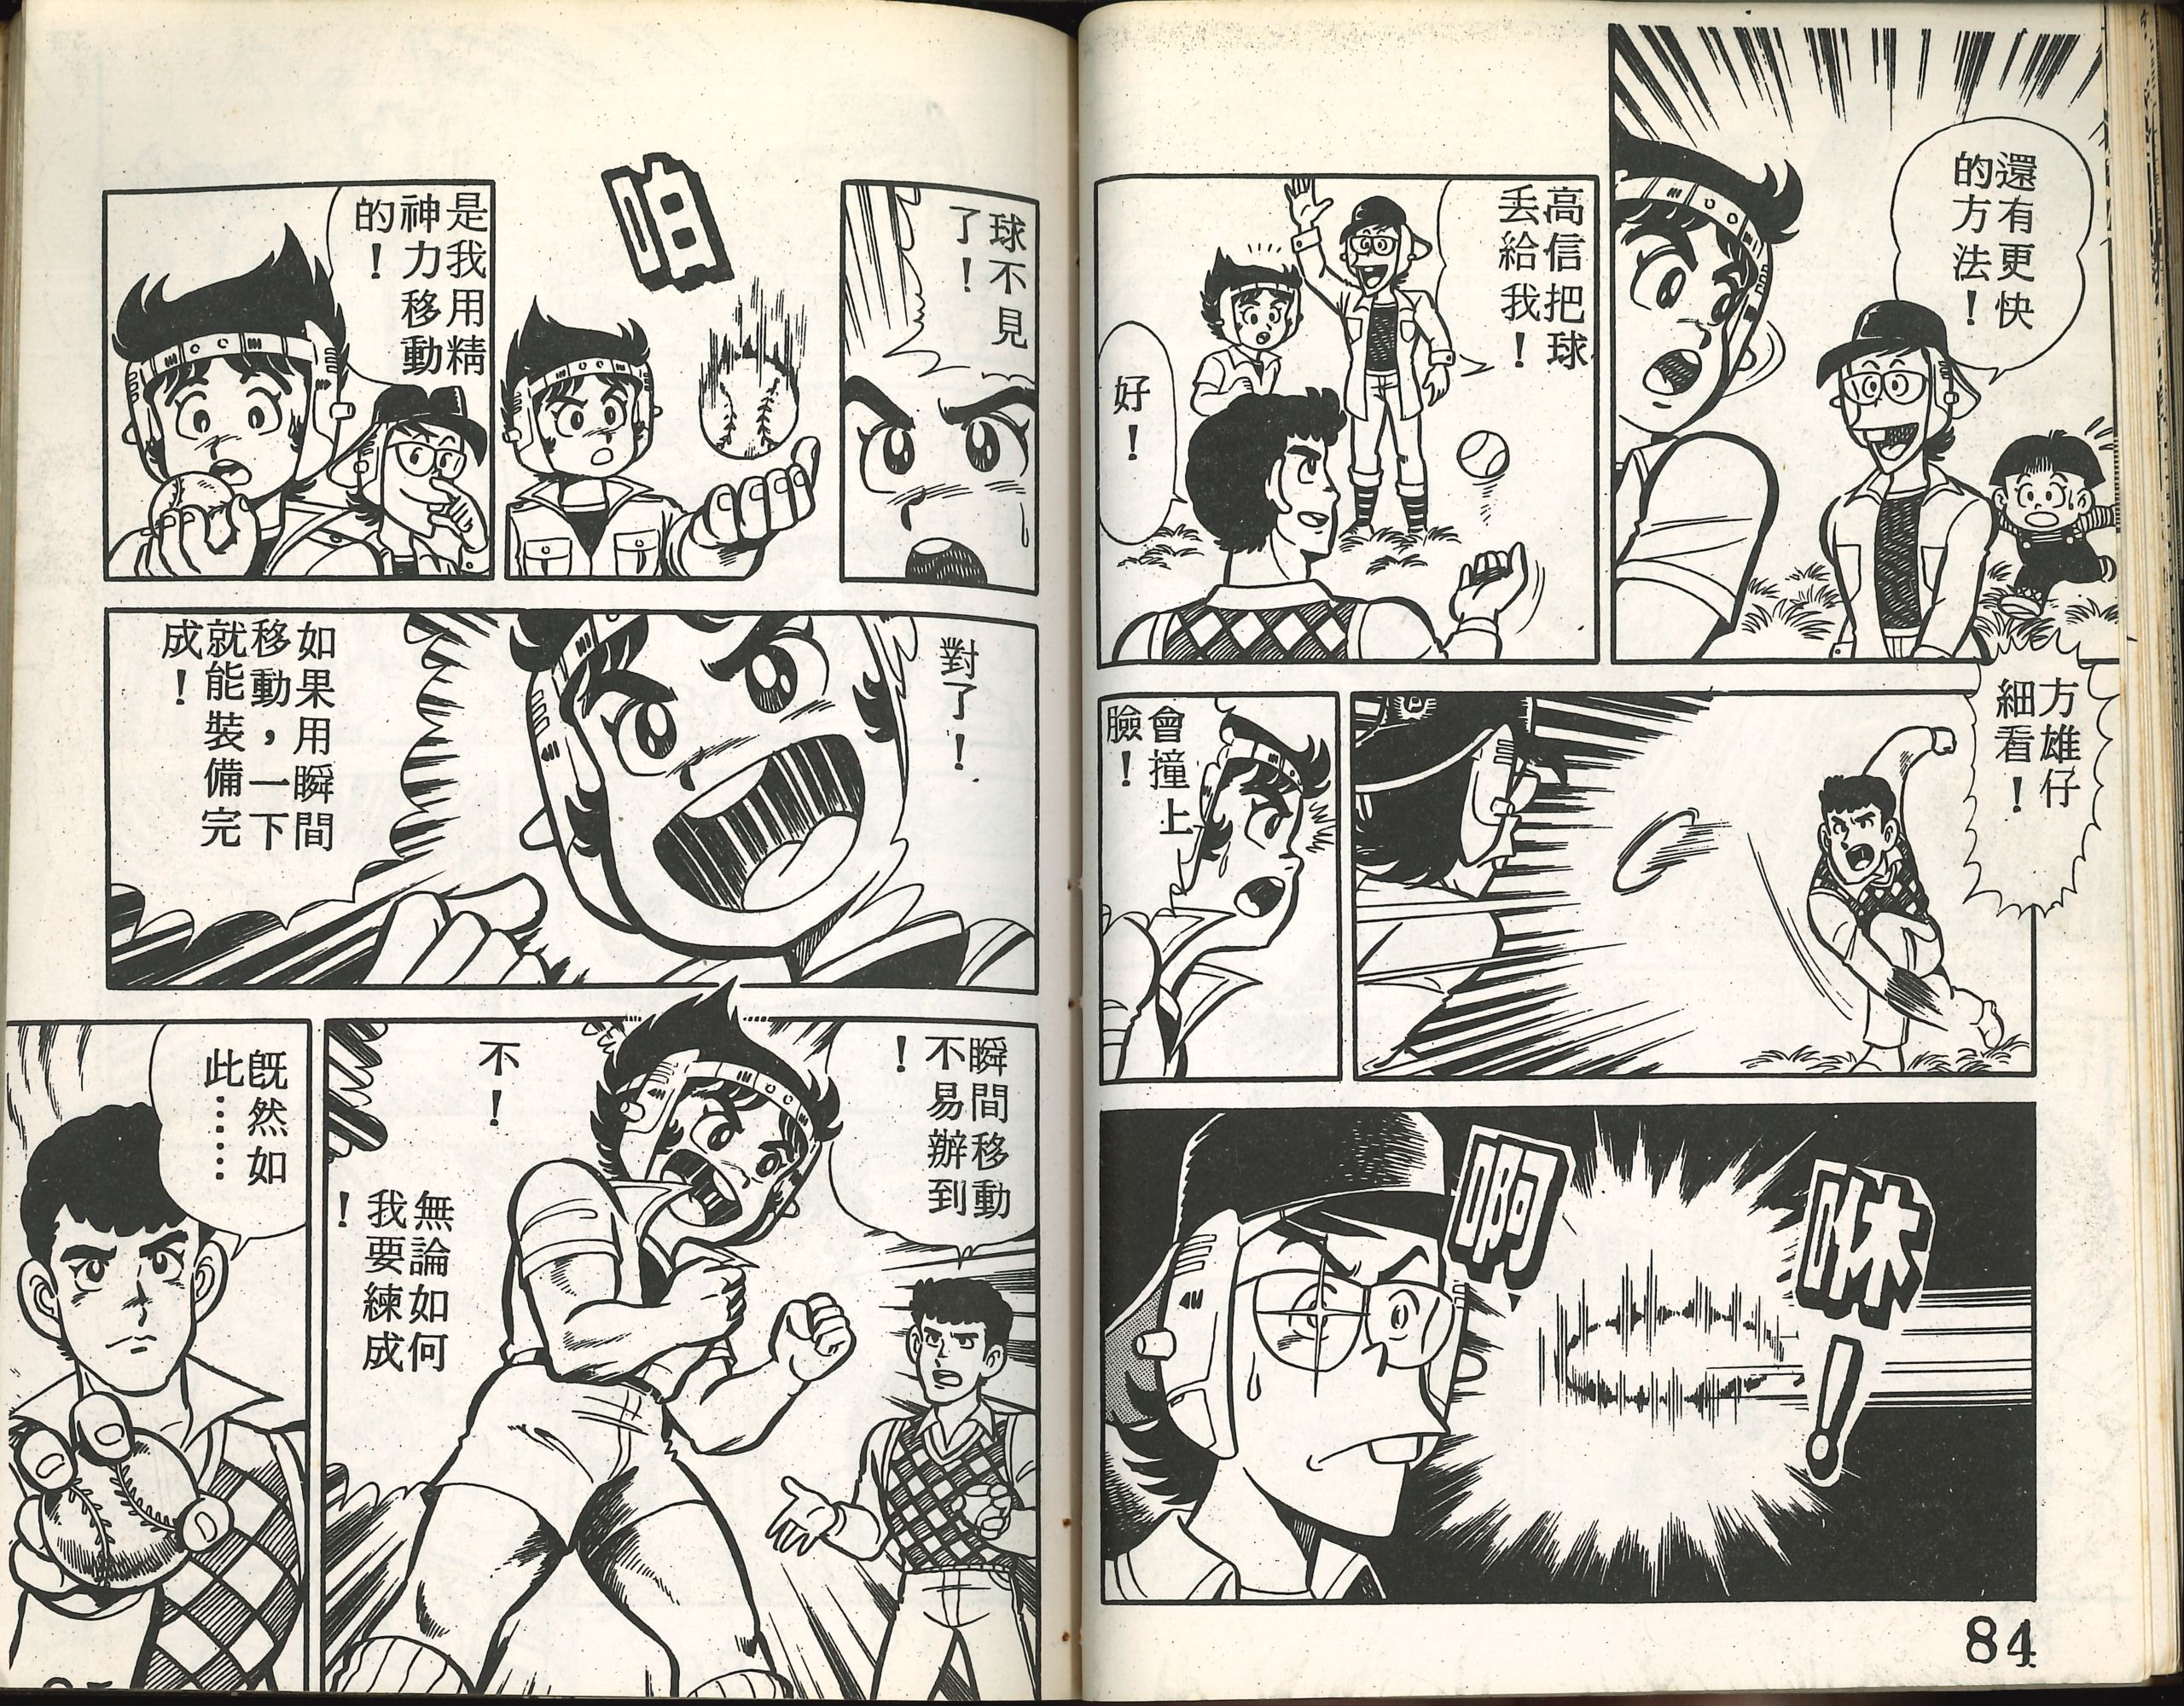 還有更快
的方法！
高信把球
丟給我！
好！
方雄仔
細看！
會撞上
臉！
咻！
啊
84
球不見
了！
啪
是我用精
神力移動
的！
對了！
如果用瞬間
移動，一下
就能裝備完
成！
瞬間移動
不易辦到
！
不！
無論如何
我要練成
！
既然如
此……